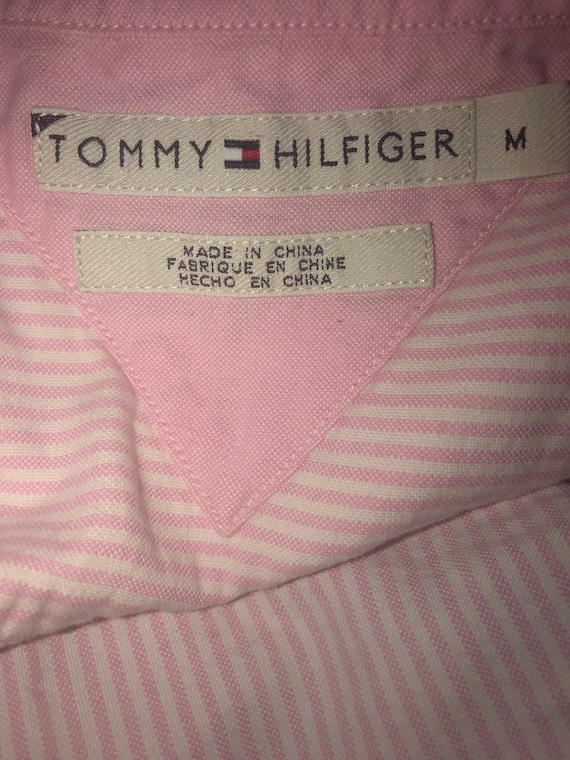 TOMMY HILFIGER M
MADE IN CHINA
FABRIQUE EN CHINE
HECHO EN CHINA